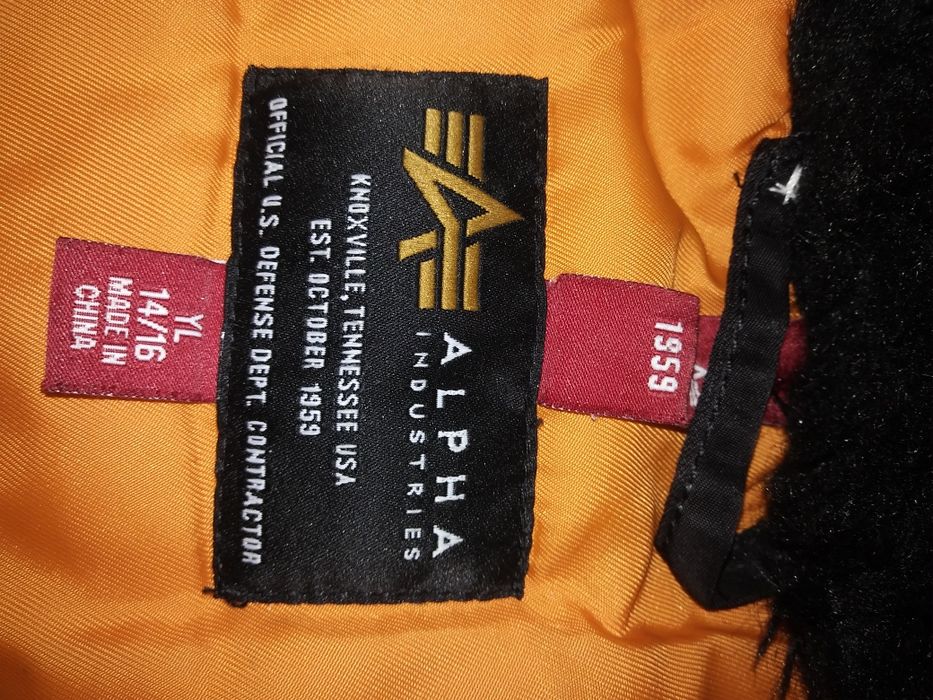 1959
ALPHA
INDUSTRIES
KNOXVILLE, TENNESSEE USA
EST. OCTOBER 1959
OFFICIAL U.S. DEFENSE DEPT. CONTRACTOR
YL
14/16
MADE IN
CHINA